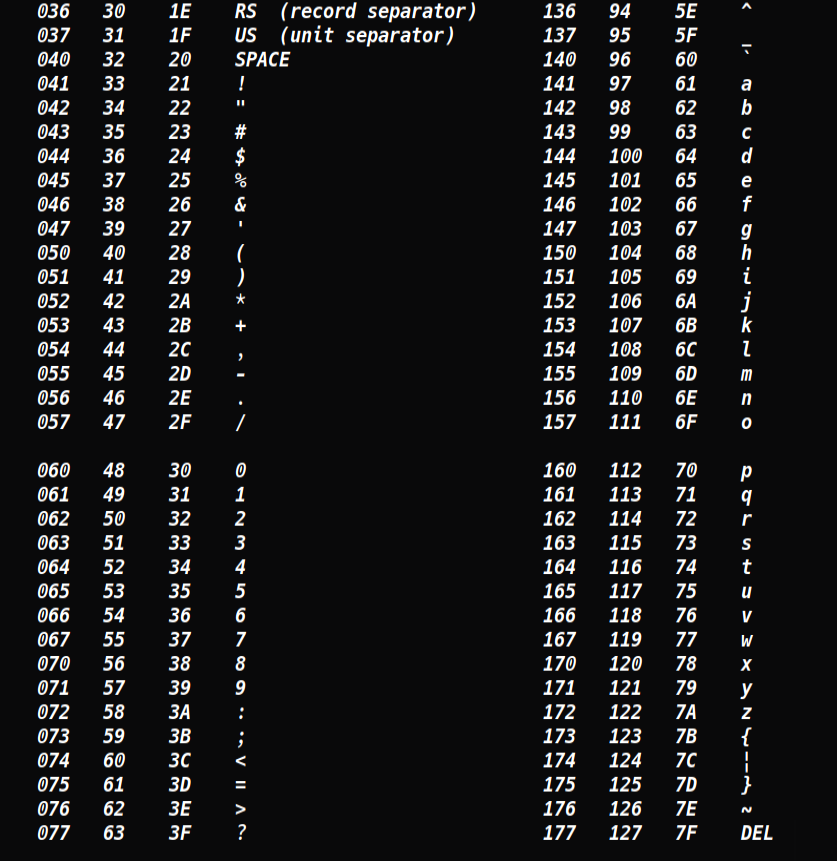 036   30    1E    RS  (record separator)      136   94    5E    ^
037   31    1F    US  (unit separator)        137   95    5F    _
040   32    20    SPACE                       140   96    60    `
041   33    21    !                           141   97    61    a
042   34    22    "                           142   98    62    b
043   35    23    #                           143   99    63    c
044   36    24    $                           144   100   64    d
045   37    25    %                           145   101   65    e
046   38    26    &                           146   102   66    f
047   39    27    '                           147   103   67    g
050   40    28    (                           150   104   68    h
051   41    29    )                           151   105   69    i
052   42    2A    *                           152   106   6A    j
053   43    2B    +                           153   107   6B    k
054   44    2C    ,                           154   108   6C    l
055   45    2D    -                           155   109   6D    m
056   46    2E    .                           156   110   6E    n
057   47    2F    /                           157   111   6F    o
060   48    30    0                           160   112   70    p
061   49    31    1                           161   113   71    q
062   50    32    2                           162   114   72    r
063   51    33    3                           163   115   73    s
064   52    34    4                           164   116   74    t
065   53    35    5                           165   117   75    u
066   54    36    6                           166   118   76    v
067   55    37    7                           167   119   77    w
070   56    38    8                           170   120   78    x
071   57    39    9                           171   121   79    y
072   58    3A    :                           172   122   7A    z
073   59    3B    ;                           173   123   7B    {
074   60    3C    <                           174   124   7C    ¦
075   61    3D    =                           175   125   7D    }
076   62    3E    >                           176   126   7E    ~
077   63    3F    ?                           177   127   7F    DEL